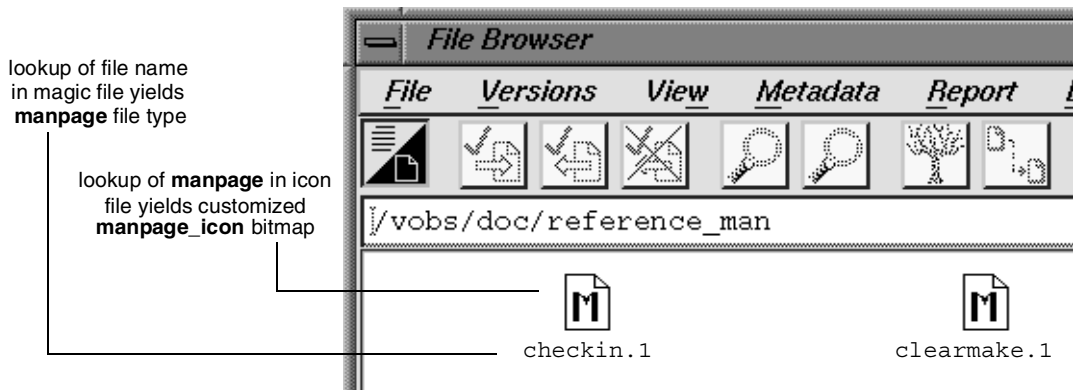 File Browser
lookup of file name
in magic file yields
manpage file type
File Versions View Metadata Report
lookup of manpage in icon
file yields customized
manpage_icon bitmap
/vobs/doc/reference_man
M M
checkin.1 clearmake.1